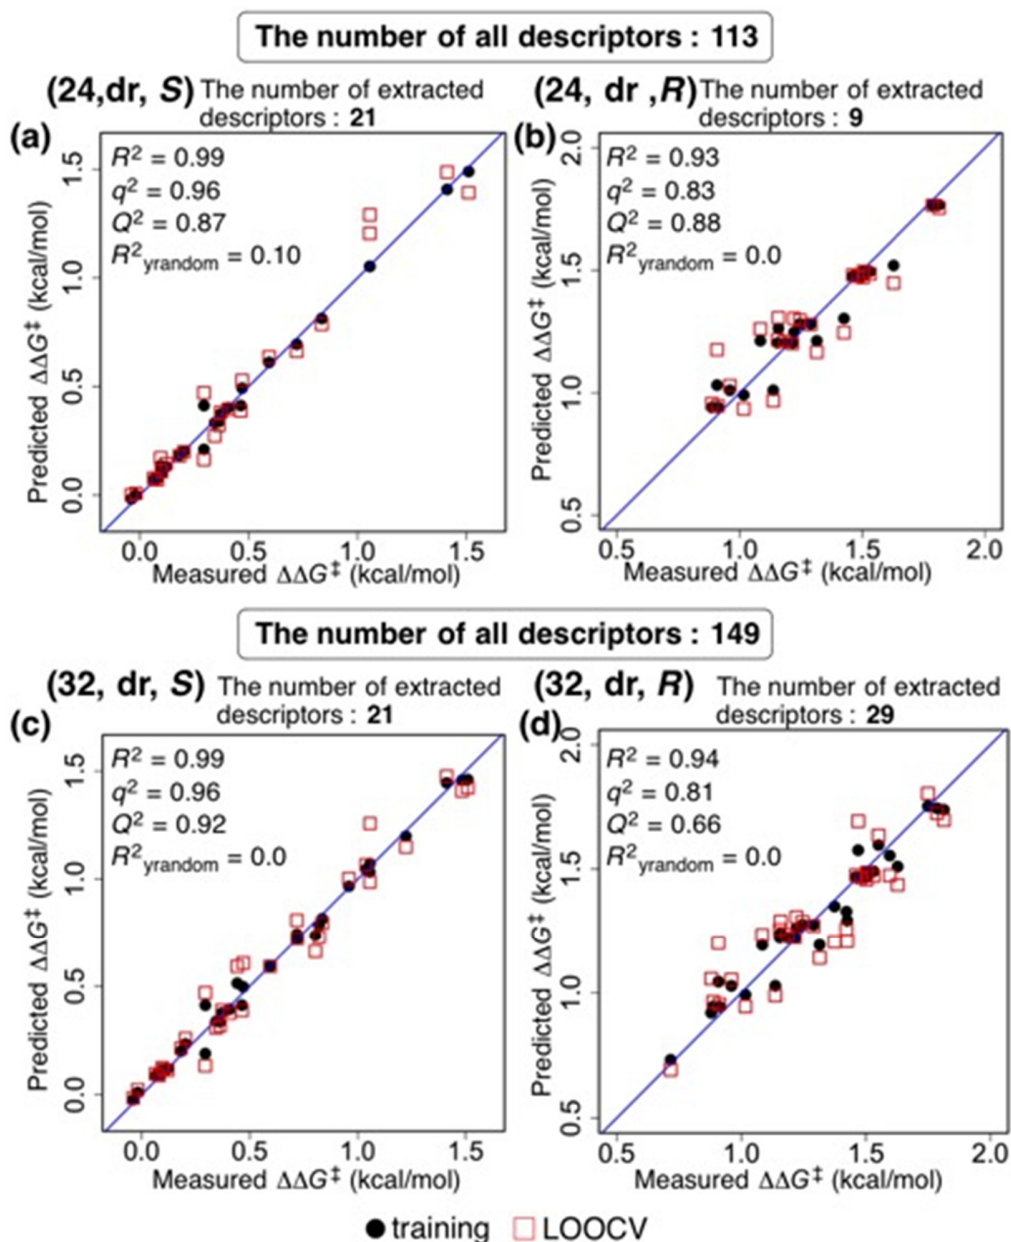 The number of all descriptors : 113
(24,dr, S) The number of extracted
descriptors : 21
(24, dr ,R) The number of extracted
descriptors : 9
(a)
R² = 0.99
q² = 0.96
Q² = 0.87
R²yrandom = 0.10
Predicted ΔΔG‡ (kcal/mol)
1.5
1.0
0.5
0.0
0.0 0.5 1.0 1.5
Measured ΔΔG‡ (kcal/mol)
(b)
R² = 0.93
q² = 0.83
Q² = 0.88
R²yrandom = 0.0
Predicted ΔΔG‡ (kcal/mol)
2.0
1.5
1.0
0.5
0.5 1.0 1.5 2.0
Measured ΔΔG‡ (kcal/mol)
The number of all descriptors : 149
(32, dr, S) The number of extracted
descriptors : 21
(32, dr, R) The number of extracted
descriptors : 29
(c)
R² = 0.99
q² = 0.96
Q² = 0.92
R²yrandom = 0.0
Predicted ΔΔG‡ (kcal/mol)
1.5
1.0
0.5
0.0
0.0 0.5 1.0 1.5
Measured ΔΔG‡ (kcal/mol)
(d)
R² = 0.94
q² = 0.81
Q² = 0.66
R²yrandom = 0.0
Predicted ΔΔG‡ (kcal/mol)
2.0
1.5
1.0
0.5
0.5 1.0 1.5 2.0
Measured ΔΔG‡ (kcal/mol)
training LOOCV